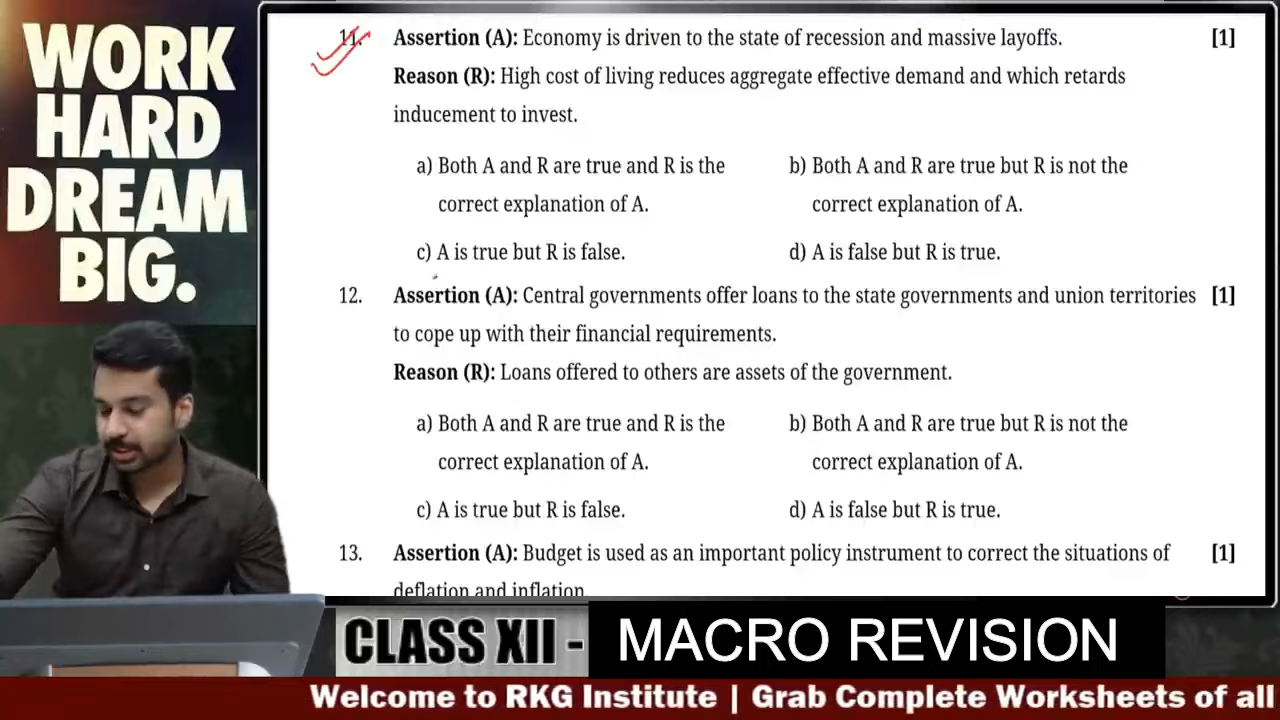 WORK
HARD
DREAM
BIG.
11. Assertion (A): Economy is driven to the state of recession and massive layoffs. [1]
Reason (R): High cost of living reduces aggregate effective demand and which retards
inducement to invest.
a) Both A and R are true and R is the
correct explanation of A.
b) Both A and R are true but R is not the
correct explanation of A.
c) A is true but R is false.
d) A is false but R is true.
12. Assertion (A): Central governments offer loans to the state governments and union territories [1]
to cope up with their financial requirements.
Reason (R): Loans offered to others are assets of the government.
a) Both A and R are true and R is the
correct explanation of A.
b) Both A and R are true but R is not the
correct explanation of A.
c) A is true but R is false.
d) A is false but R is true.
13. Assertion (A): Budget is used as an important policy instrument to correct the situations of [1]
deflation and inflation
CLASS XII - MACRO REVISION
Welcome to RKG Institute | Grab Complete Worksheets of all